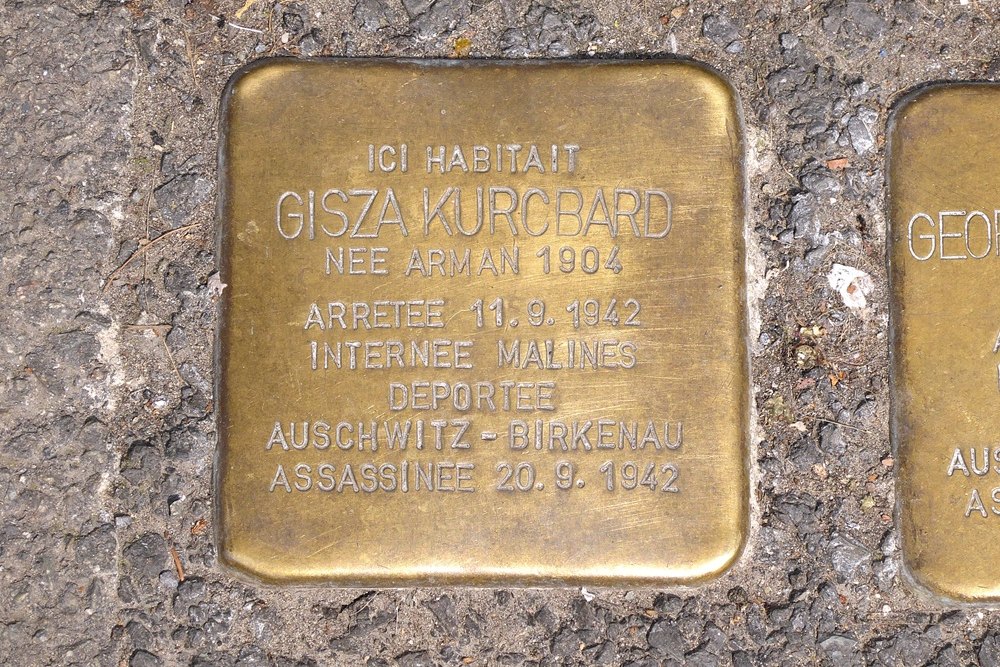 ICI HABITAIT
GISZA KURCBARD
NEE ARMAN 1904
ARRETEE 11.9.1942
INTERNEE MALINES
DEPORTEE
AUSCHWITZ-BIRKENAU
ASSASSINEE 20.9.1942